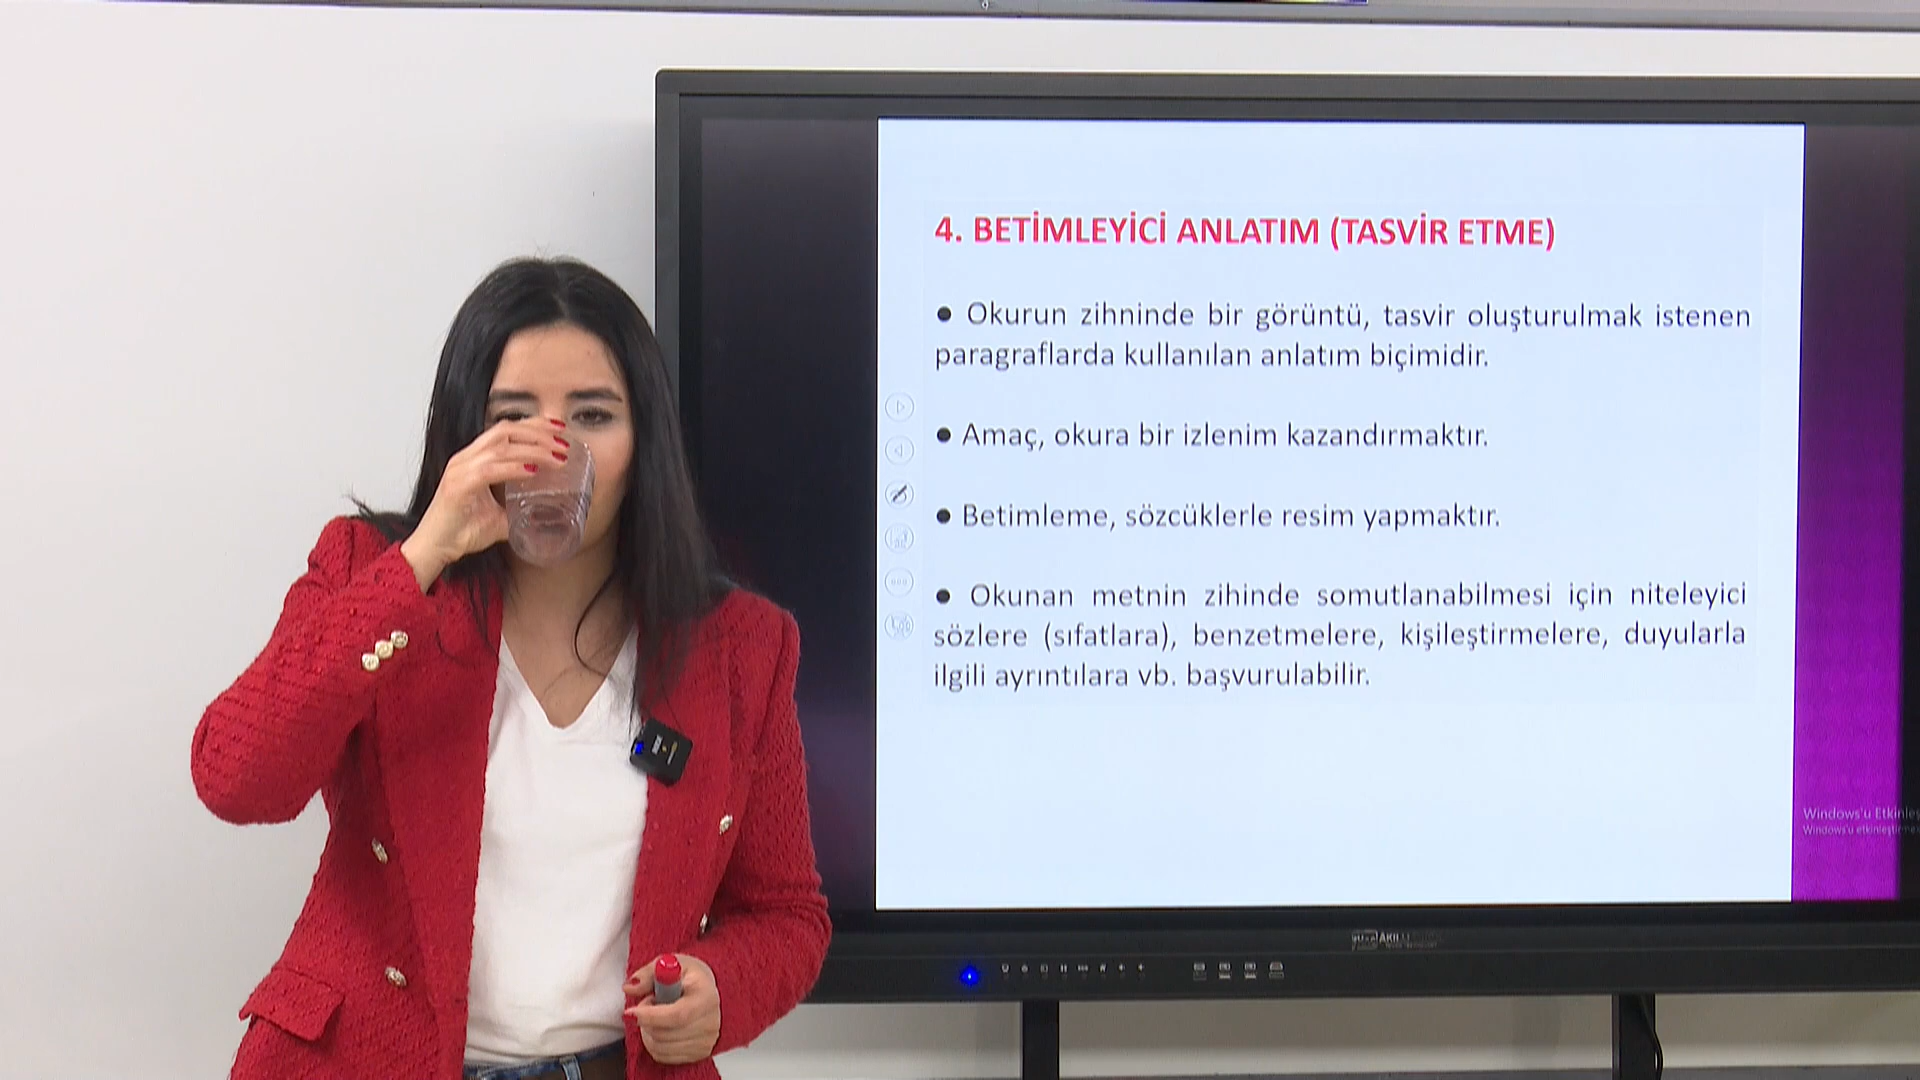 4. BETİMLEYİCİ ANLATIM (TASVİR ETME)
● Okurun zihninde bir görüntü, tasvir oluşturulmak istenen
paragraflarda kullanılan anlatım biçimidir.
● Amaç, okura bir izlenim kazandırmaktır.
● Betimleme, sözcüklerle resim yapmaktır.
● Okunan metnin zihinde somutlanabilmesi için niteleyici
sözlere (sıfatlara), benzetmelere, kişileştirmelere, duyularla
ilgili ayrıntılara vb. başvurulabilir.
Windows'u Etkinleş
Windows'u etkinleştirme
AKILLI